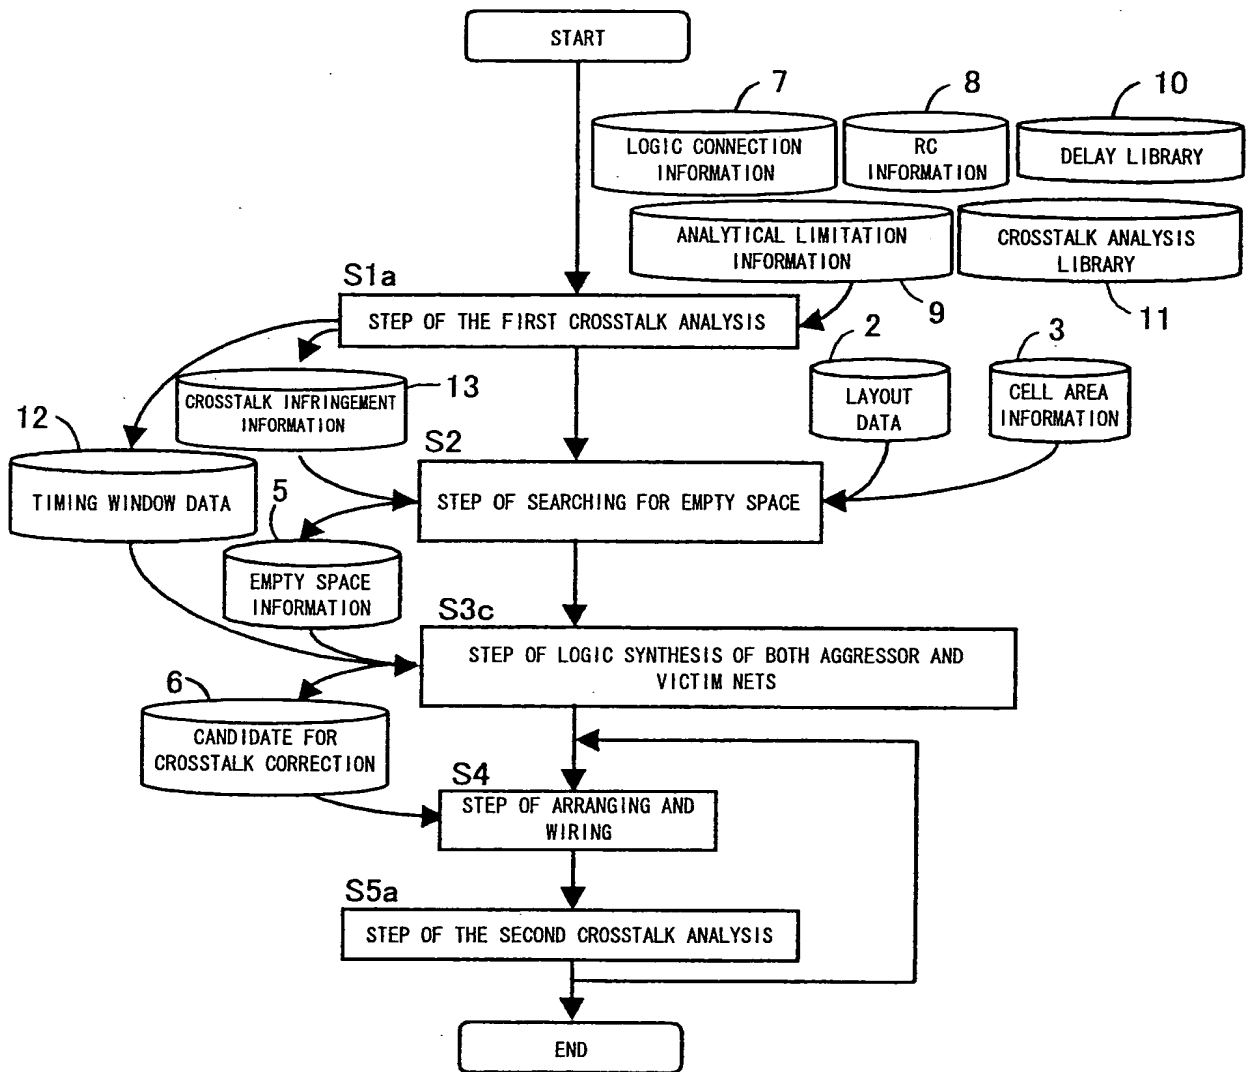 START
7
8
10
LOGIC CONNECTION
INFORMATION
RC
INFORMATION
DELAY LIBRARY
ANALYTICAL LIMITATION
INFORMATION
CROSSTALK ANALYSIS
LIBRARY
S1a
9
11
STEP OF THE FIRST CROSSTALK ANALYSIS
2
3
13
CROSSTALK INFRINGEMENT
INFORMATION
LAYOUT
DATA
CELL AREA
INFORMATION
12
S2
TIMING WINDOW DATA
5
STEP OF SEARCHING FOR EMPTY SPACE
EMPTY SPACE
INFORMATION
S3c
STEP OF LOGIC SYNTHESIS OF BOTH AGGRESSOR AND
VICTIM NETS
6
CANDIDATE FOR
CROSSTALK CORRECTION
S4
STEP OF ARRANGING AND
WIRING
S5a
STEP OF THE SECOND CROSSTALK ANALYSIS
END